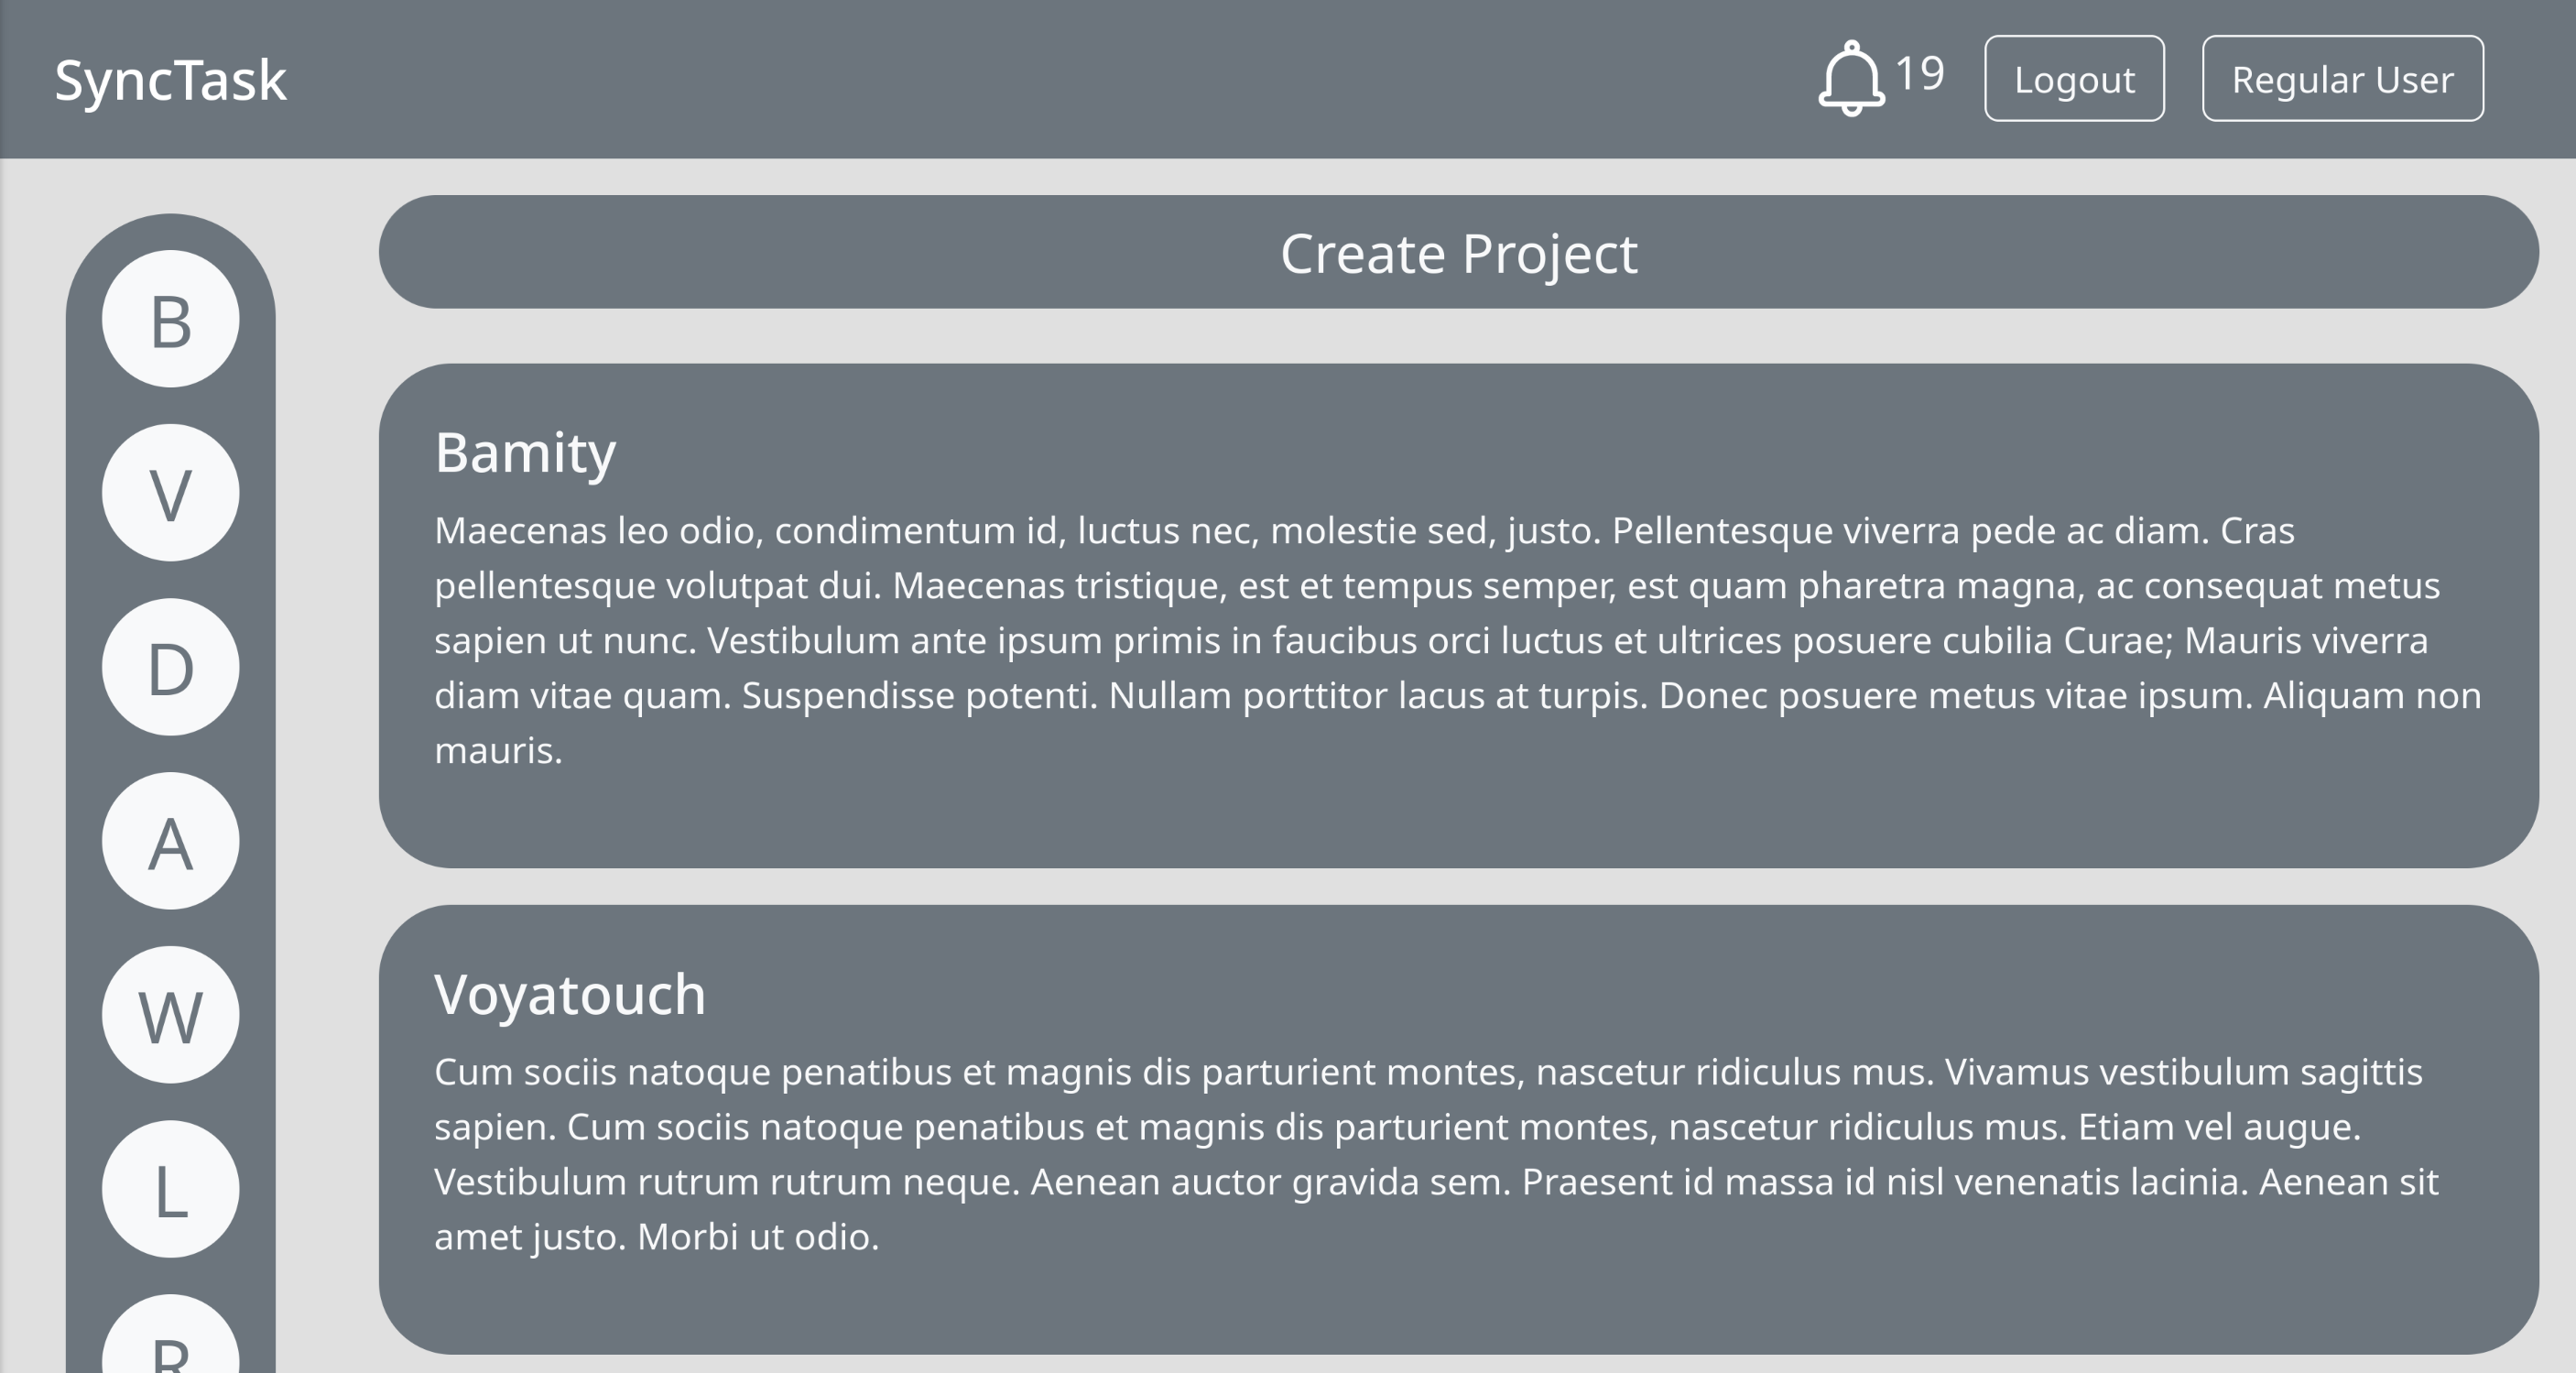 SyncTask
19
Logout
Regular User
B
V
D
A
W
L
R
Create Project
Bamity
Maecenas leo odio, condimentum id, luctus nec, molestie sed, justo. Pellentesque viverra pede ac diam. Cras
pellentesque volutpat dui. Maecenas tristique, est et tempus semper, est quam pharetra magna, ac consequat metus
sapien ut nunc. Vestibulum ante ipsum primis in faucibus orci luctus et ultrices posuere cubilia Curae; Mauris viverra
diam vitae quam. Suspendisse potenti. Nullam porttitor lacus at turpis. Donec posuere metus vitae ipsum. Aliquam non
mauris.
Voyatouch
Cum sociis natoque penatibus et magnis dis parturient montes, nascetur ridiculus mus. Vivamus vestibulum sagittis
sapien. Cum sociis natoque penatibus et magnis dis parturient montes, nascetur ridiculus mus. Etiam vel augue.
Vestibulum rutrum rutrum neque. Aenean auctor gravida sem. Praesent id massa id nisl venenatis lacinia. Aenean sit
amet justo. Morbi ut odio.